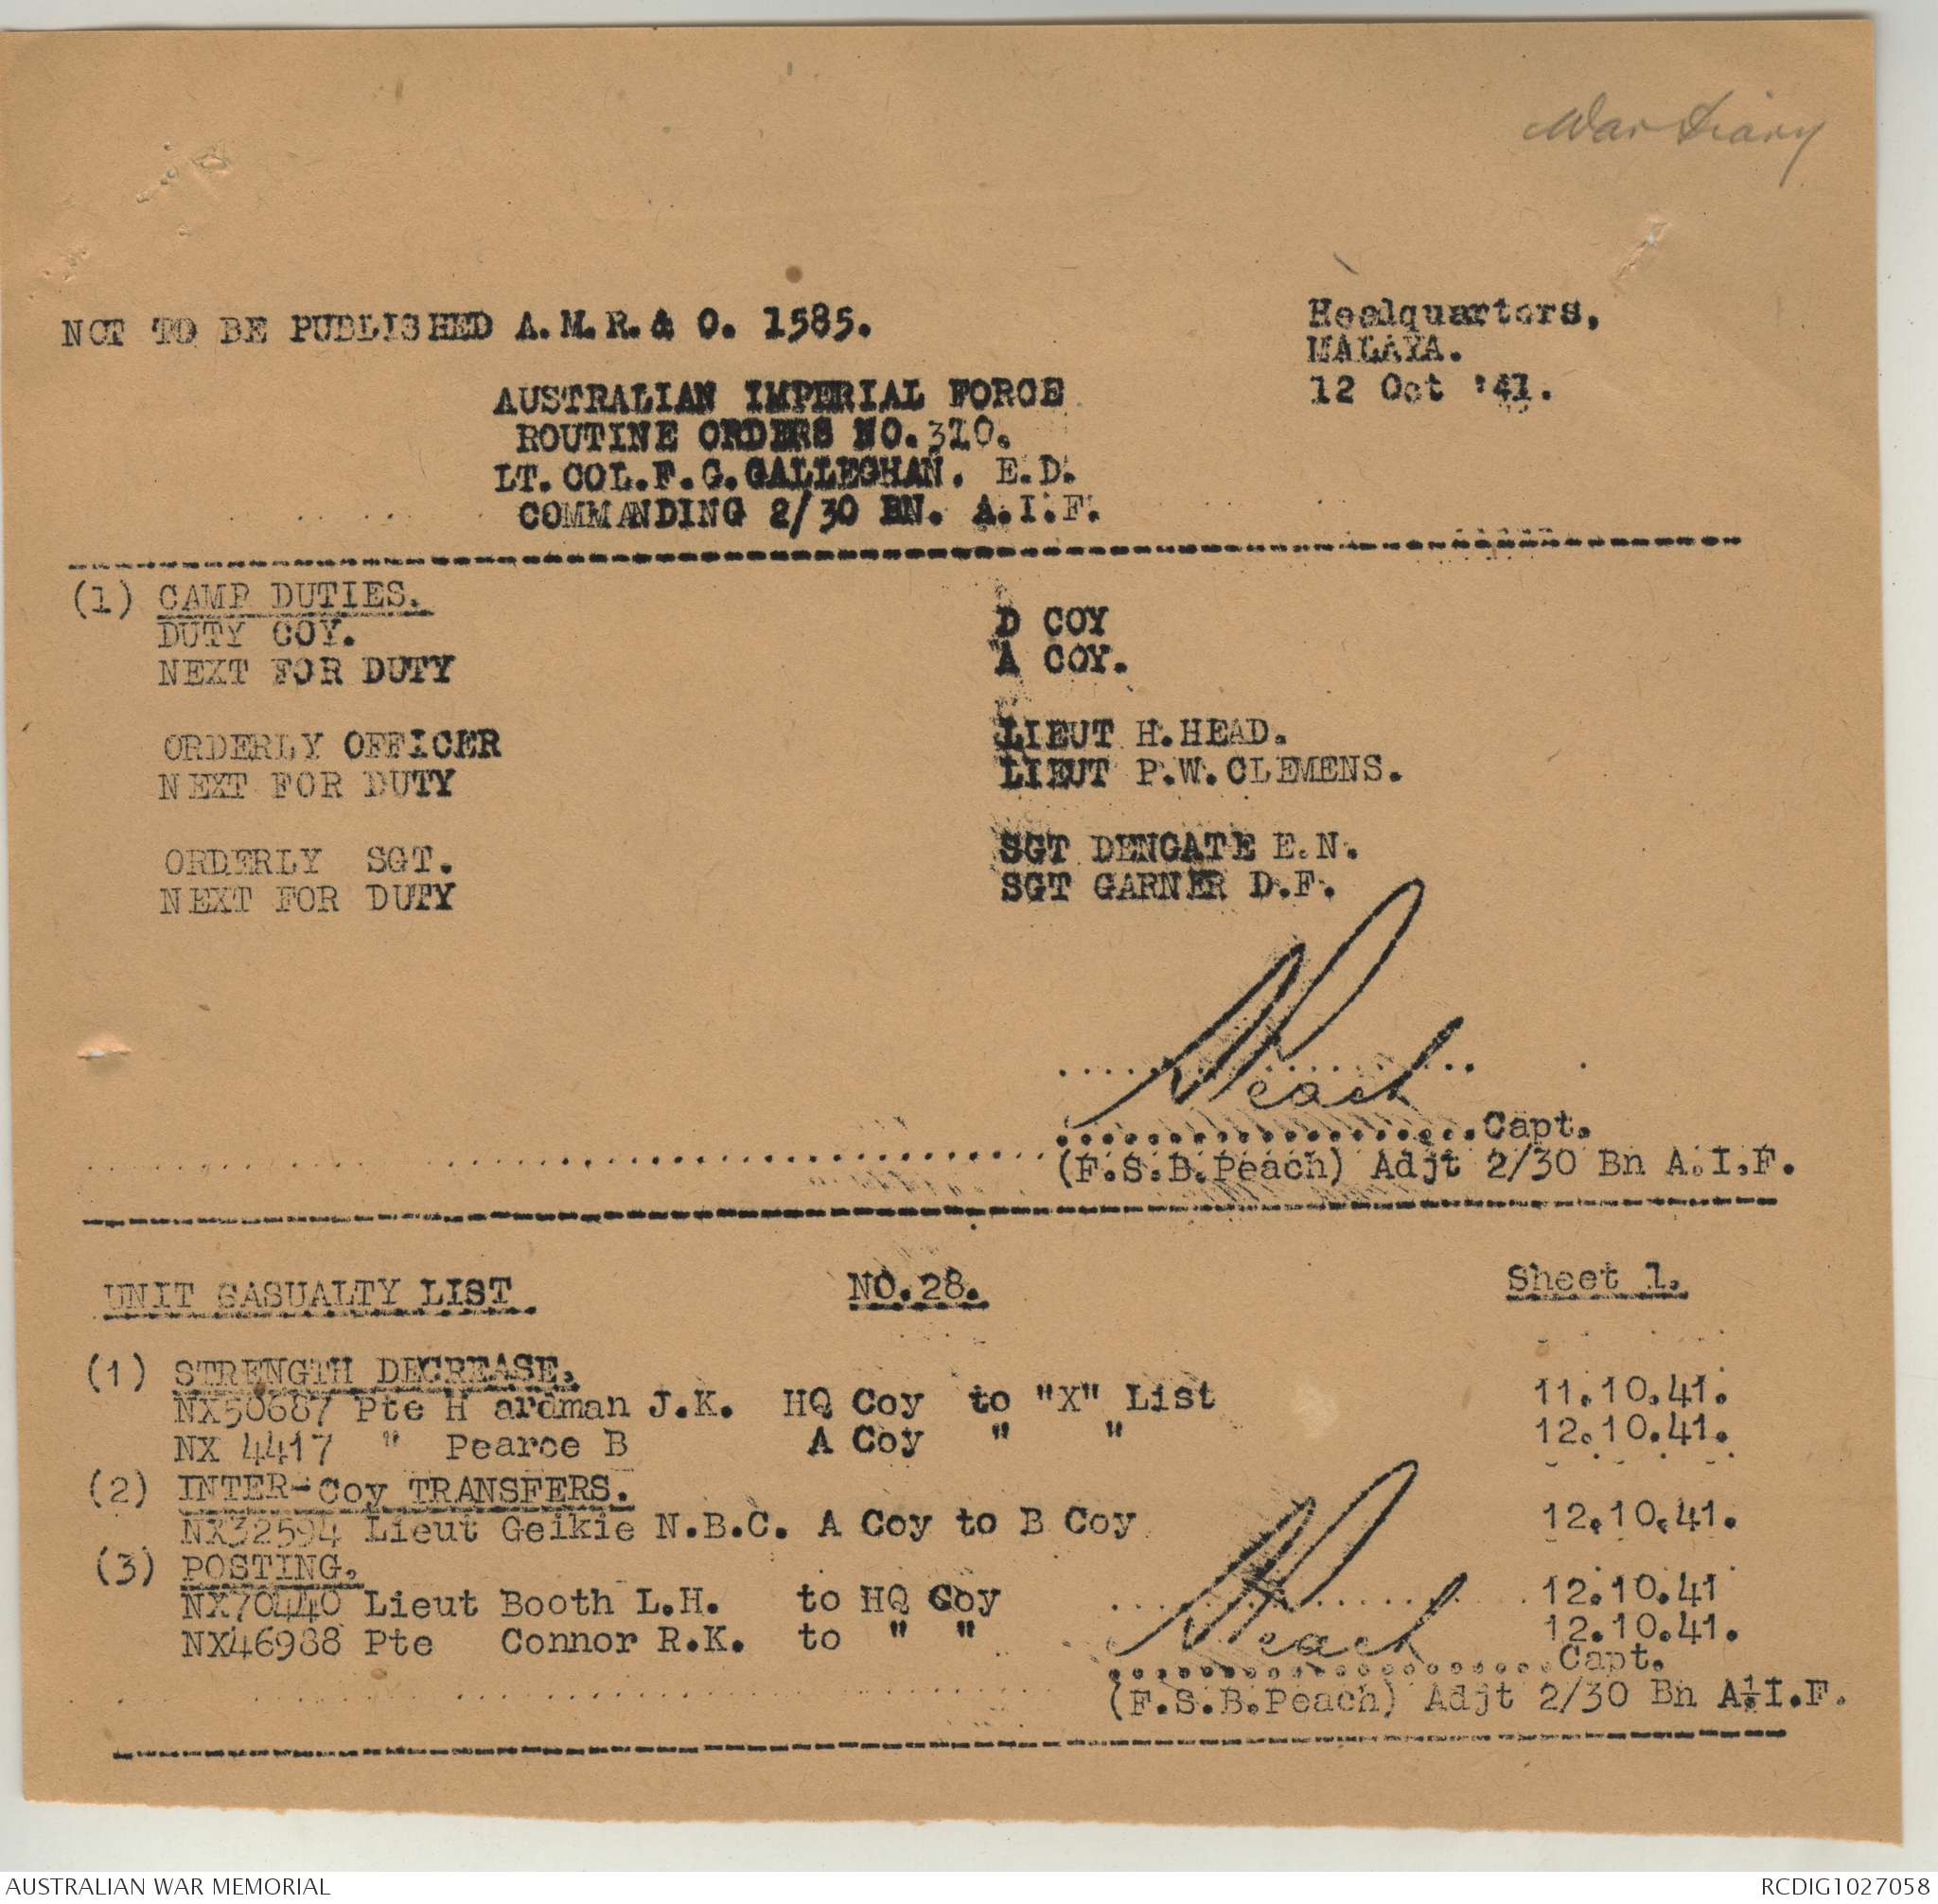 War Diary
NOT TO BE PUBLISHED A.M.R.& O. 1585.
Headquarters,
MALAYA.
12 Oct '41.
AUSTRALIAN IMPERIAL FORCE
ROUTINE ORDERS NO.310.
LT.COL.F.G.GALLEGHAN. E.D.
COMMANDING 2/30 BN. A.I.F.
(1) CAMP DUTIES.
DUTY COY. D COY
NEXT FOR DUTY A COY.
ORDERLY OFFICER LIEUT H.HEAD.
NEXT FOR DUTY LIEUT P.W.CLEMENS.
ORDERLY SGT. SGT DENGATE E.N.
NEXT FOR DUTY SGT GARNER D.F.
Peach
....................Capt.
(F.S.B.Peach) Adjt 2/30 Bn A.I.F.
UNIT CASUALTY LIST NO.28. Sheet 1.
(1) STRENGTH DECREASE.
NX50687 Pte H ardman J.K. HQ Coy to "X" List 11.10.41.
NX 4417 " Pearce B A Coy " " 12.10.41.
(2) INTER-Coy TRANSFERS.
NX32594 Lieut Geikie N.B.C. A Coy to B Coy 12.10.41.
(3) POSTING.
NX70440 Lieut Booth L.H. to HQ Coy 12.10.41
NX46988 Pte Connor R.K. to " " 12.10.41.
Peach
....................Capt.
(F.S.B.Peach) Adjt 2/30 Bn A.I.F.
AUSTRALIAN WAR MEMORIAL RCDIG1027058